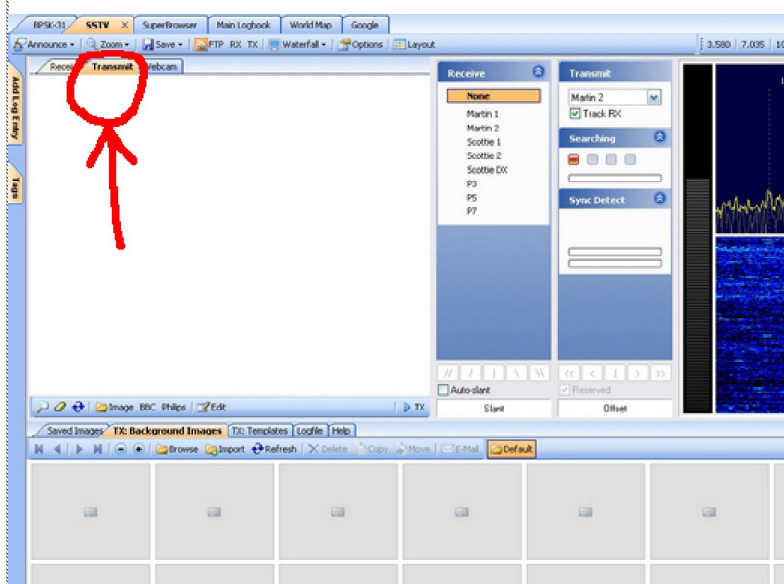 BPSK-31 SSTV X SuperBrowser Main Logbook World Map Google
Announce Zoom Save FTP RX TX Waterfall Options Layout 3.580 7.035
Receive Transmit Webcam
Add Log Entry
Tags
Receive
None
Martin 1
Martin 2
Scottie 1
Scottie 2
Scottie DX
P3
P5
P7
Transmit
Martin 2
Track RX
Searching
Sync Detect
// / | \ \\ << < | > >>
Auto-slant Reserved
Slant Offset
Image BBC Philips Edit TX
Saved Images TX: Background Images TX: Templates Logfile Help
Browse Import Refresh Delete Copy Move E-Mail Default